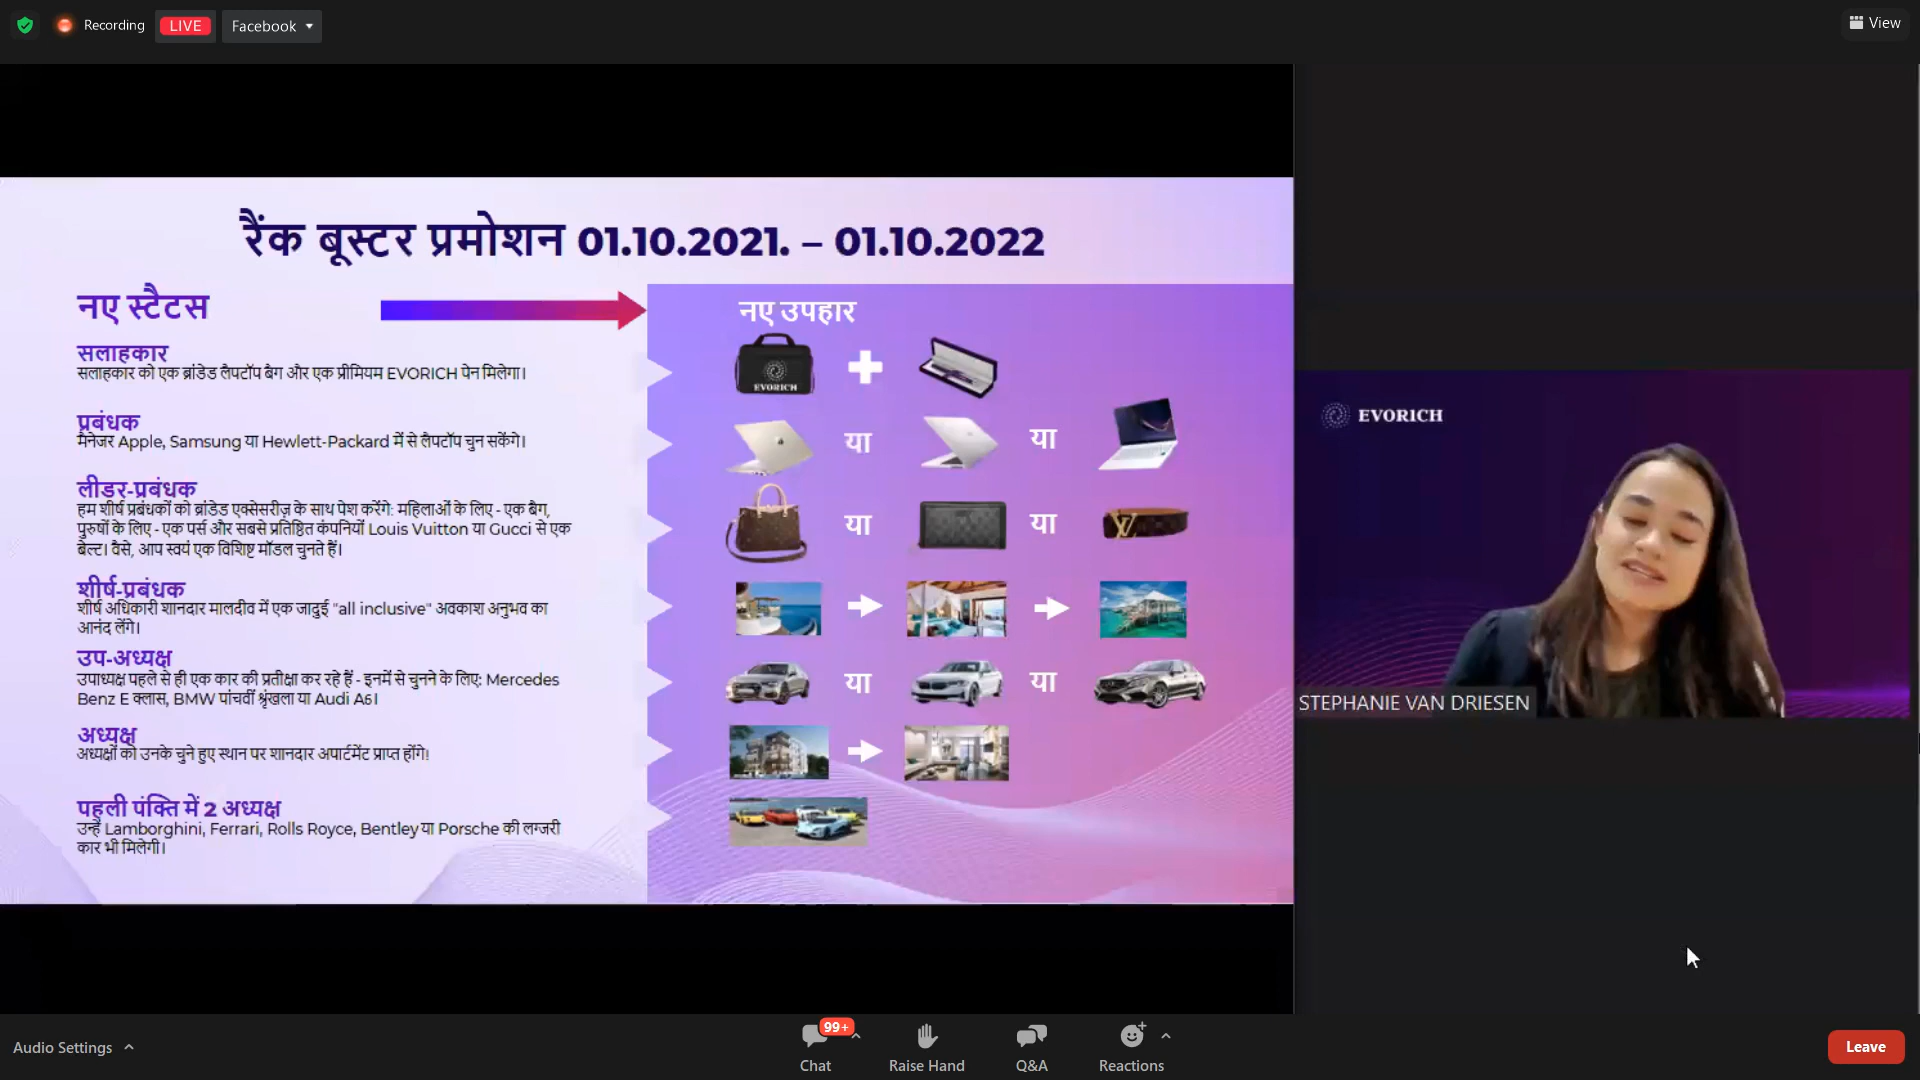 Recording
LIVE
Facebook
View
रैंक बूस्टर प्रमोशन 01.10.2021. – 01.10.2022
नए स्टैटस
नए उपहार
सलाहकार
सलाहकार को एक ब्रांडेड लैपटॉप बैग और एक प्रीमियम EVORICH पेन मिलेगा।
EVORICH
प्रबंधक
मैनेजर Apple, Samsung या Hewlett-Packard में से लैपटॉप चुन सकेंगे।
या
या
लीडर-प्रबंधक
हम शीर्ष प्रबंधकों को ब्रांडेड एक्सेसरीज़ के साथ पेश करेंगे: महिलाओं के लिए - एक बैग,
पुरुषों के लिए - एक पर्स और सबसे प्रतिष्ठित कंपनियों Louis Vuitton या Gucci से एक
बेल्ट। वैसे, आप स्वयं एक विशिष्ट मॉडल चुनते हैं।
या
या
शीर्ष-प्रबंधक
शीर्ष अधिकारी शानदार मालदीव में एक जादुई "all inclusive" अवकाश अनुभव का
आनंद लेंगे।
उप-अध्यक्ष
उपाध्यक्ष पहले से ही एक कार की प्रतीक्षा कर रहे हैं - इनमें से चुनने के लिए: Mercedes
Benz E क्लास, BMW पांचवीं श्रृंखला या Audi A6।
या
या
अध्यक्ष
अध्यक्षों को उनके चुने हुए स्थान पर शानदार अपार्टमेंट प्राप्त होंगे।
पहली पंक्ति में 2 अध्यक्ष
उन्हें Lamborghini, Ferrari, Rolls Royce, Bentley या Porsche की लग्जरी
कार भी मिलेगी।
EVORICH
STEPHANIE VAN DRIESEN
Audio Settings
99+
Chat
Raise Hand
Q&A
Reactions
Leave